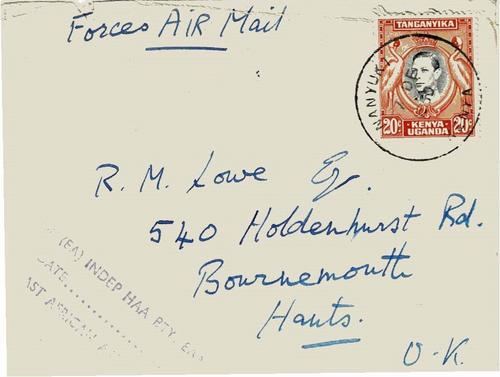 Forces AIR Mail
TANGANYIKA
20c KENYA 20c
UGANDA
NANYUKI
R. M. Lowe Esq.
540 Holdenhurst Rd.
Bournemouth
Hants.
U.K.
(EA) INDEP HAA BTY. EA
DATE
AST AFRICAN A